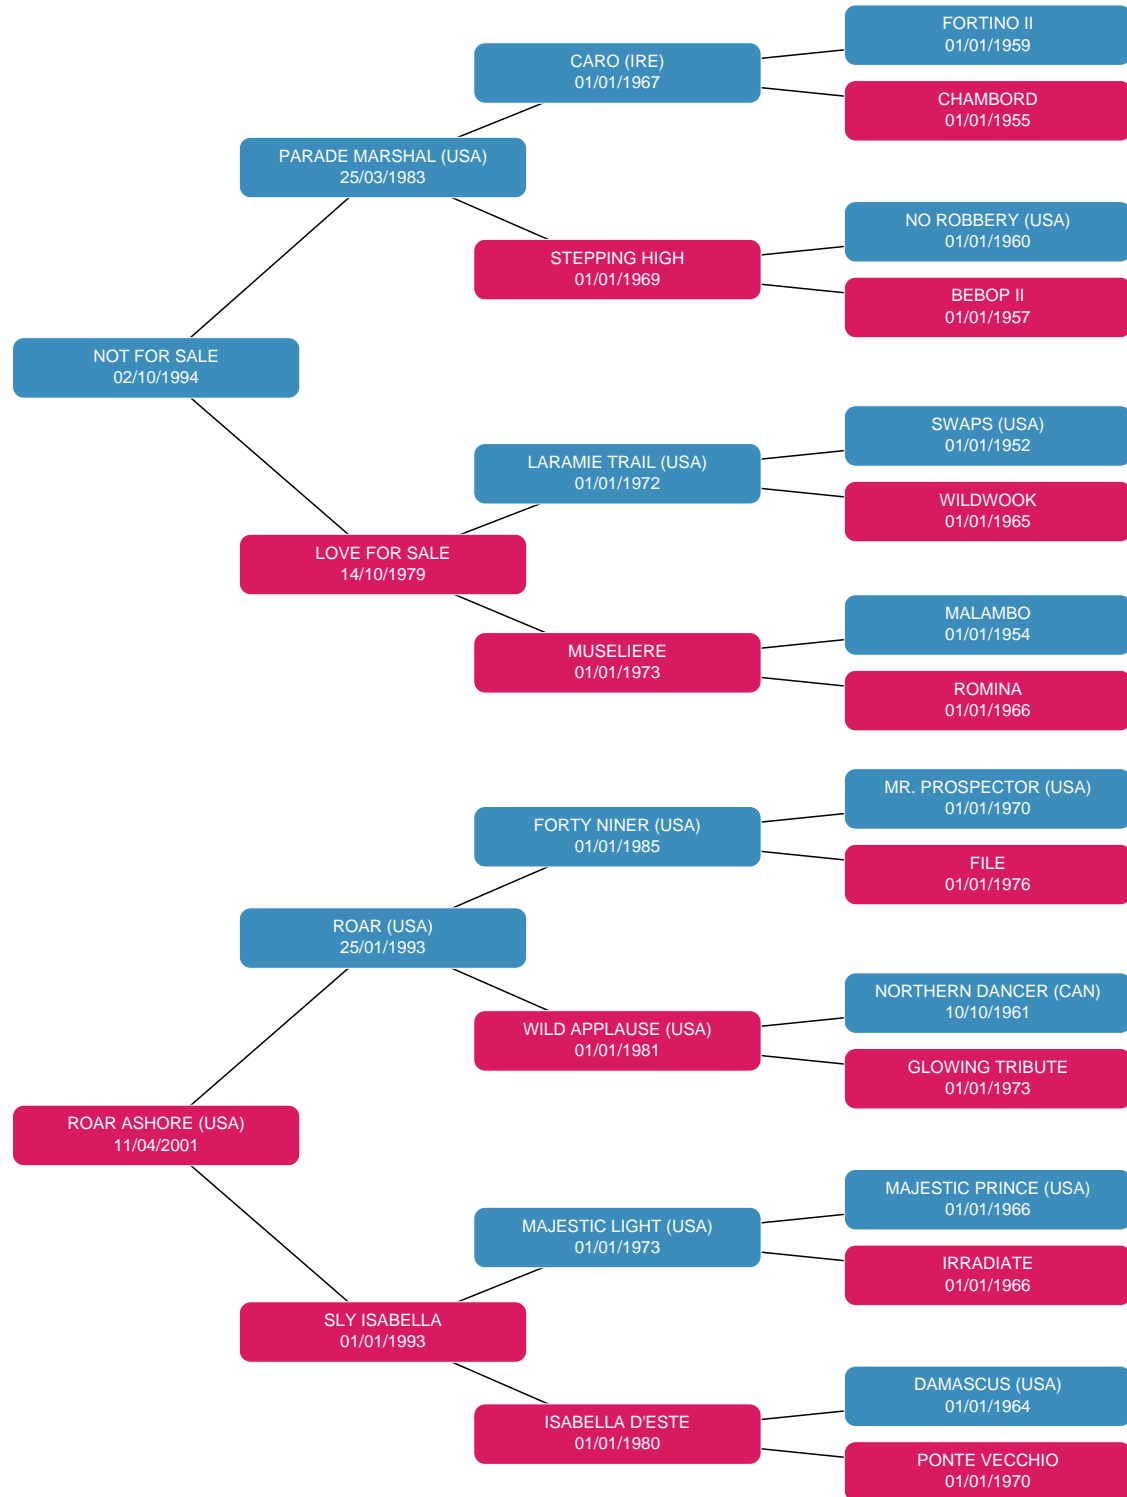 FORTINO II
01/01/1959
CARO (IRE)
01/01/1967
CHAMBORD
01/01/1955
PARADE MARSHAL (USA)
25/03/1983
NO ROBBERY (USA)
01/01/1960
STEPPING HIGH
01/01/1969
BEBOP II
01/01/1957
NOT FOR SALE
02/10/1994
SWAPS (USA)
01/01/1952
LARAMIE TRAIL (USA)
01/01/1972
WILDWOOK
01/01/1965
LOVE FOR SALE
14/10/1979
MALAMBO
01/01/1954
MUSELIERE
01/01/1973
ROMINA
01/01/1966
MR. PROSPECTOR (USA)
01/01/1970
FORTY NINER (USA)
01/01/1985
FILE
01/01/1976
ROAR (USA)
25/01/1993
NORTHERN DANCER (CAN)
10/10/1961
WILD APPLAUSE (USA)
01/01/1981
GLOWING TRIBUTE
01/01/1973
ROAR ASHORE (USA)
11/04/2001
MAJESTIC PRINCE (USA)
01/01/1966
MAJESTIC LIGHT (USA)
01/01/1973
IRRADIATE
01/01/1966
SLY ISABELLA
01/01/1993
DAMASCUS (USA)
01/01/1964
ISABELLA D'ESTE
01/01/1980
PONTE VECCHIO
01/01/1970